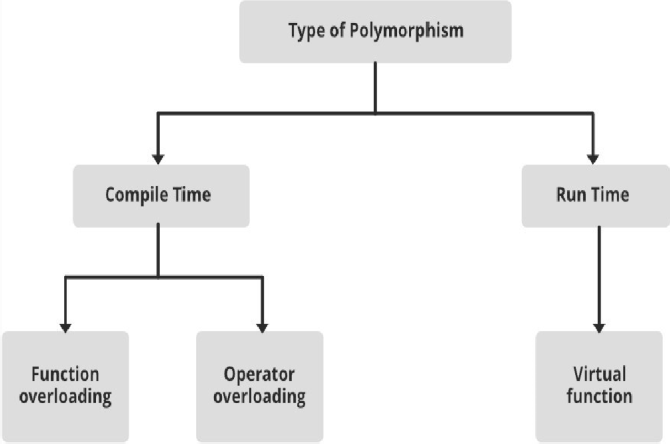 Type of Polymorphism
Compile Time
Run Time
Function
overloading
Operator
overloading
Virtual
function